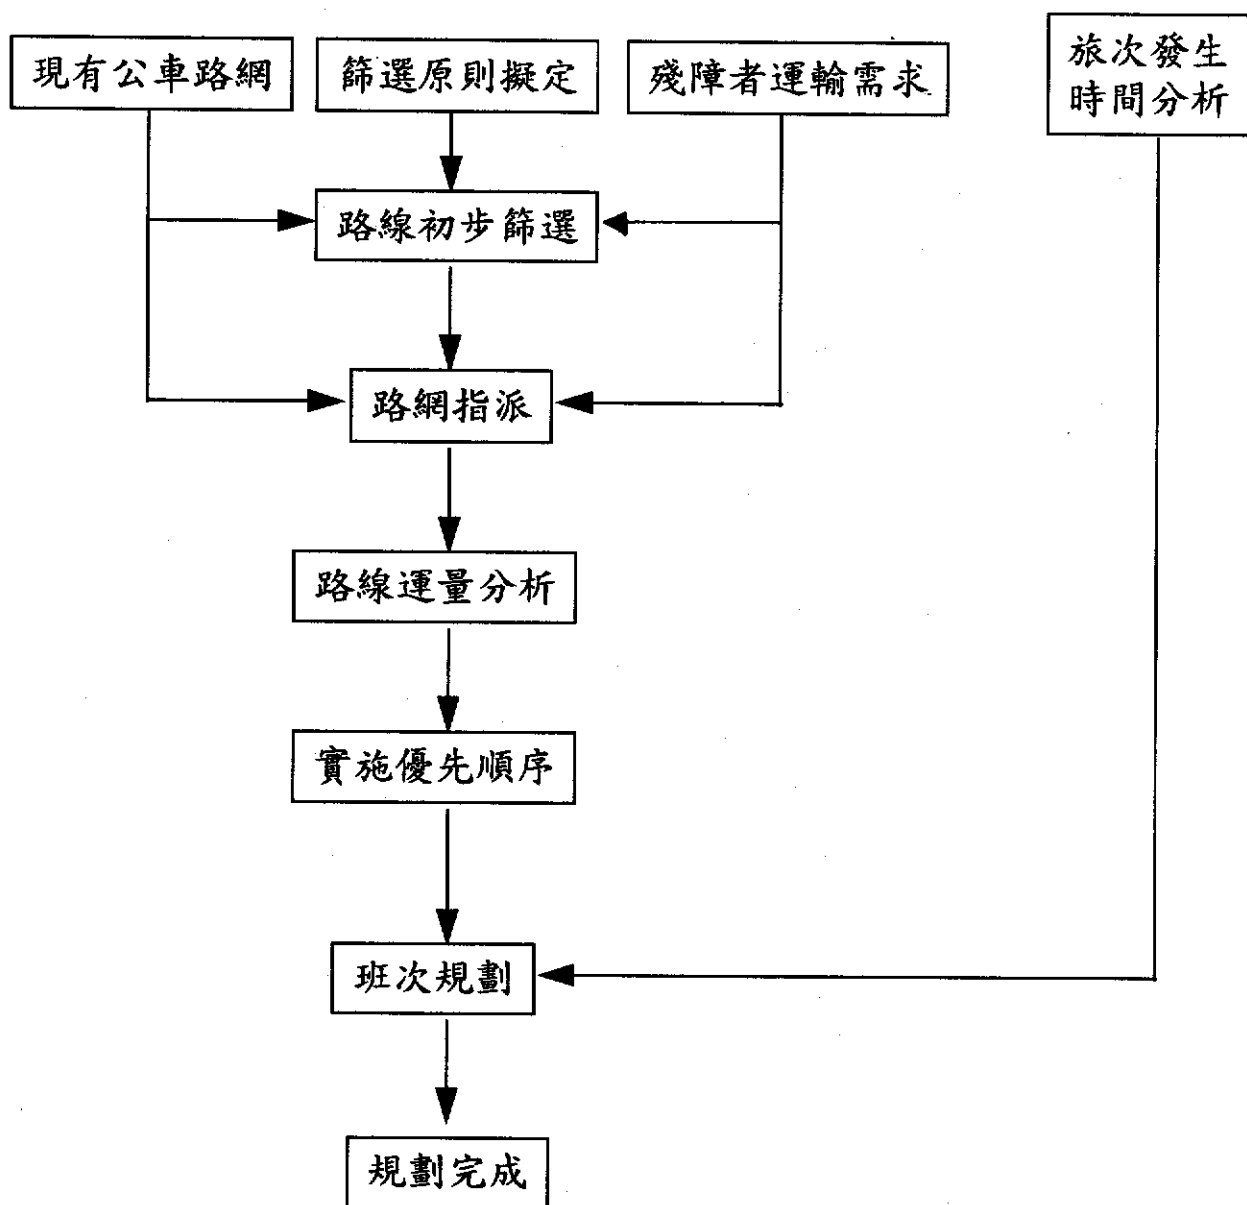 現有公車路網
篩選原則擬定
殘障者運輸需求
旅次發生
時間分析
路線初步篩選
路網指派
路線運量分析
實施優先順序
班次規劃
規劃完成